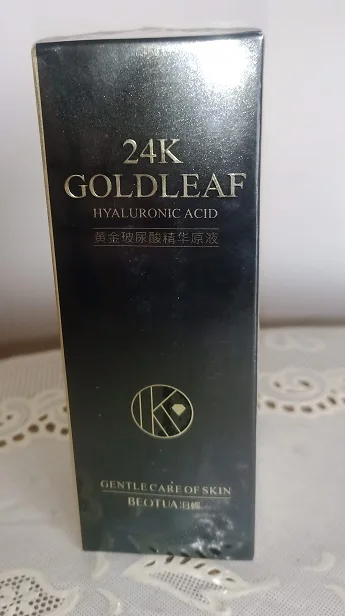 24K
GOLDLEAF
HYALURONIC ACID
黄金玻尿酸精华原液
K
GENTLE CARE OF SKIN
BEOTUA